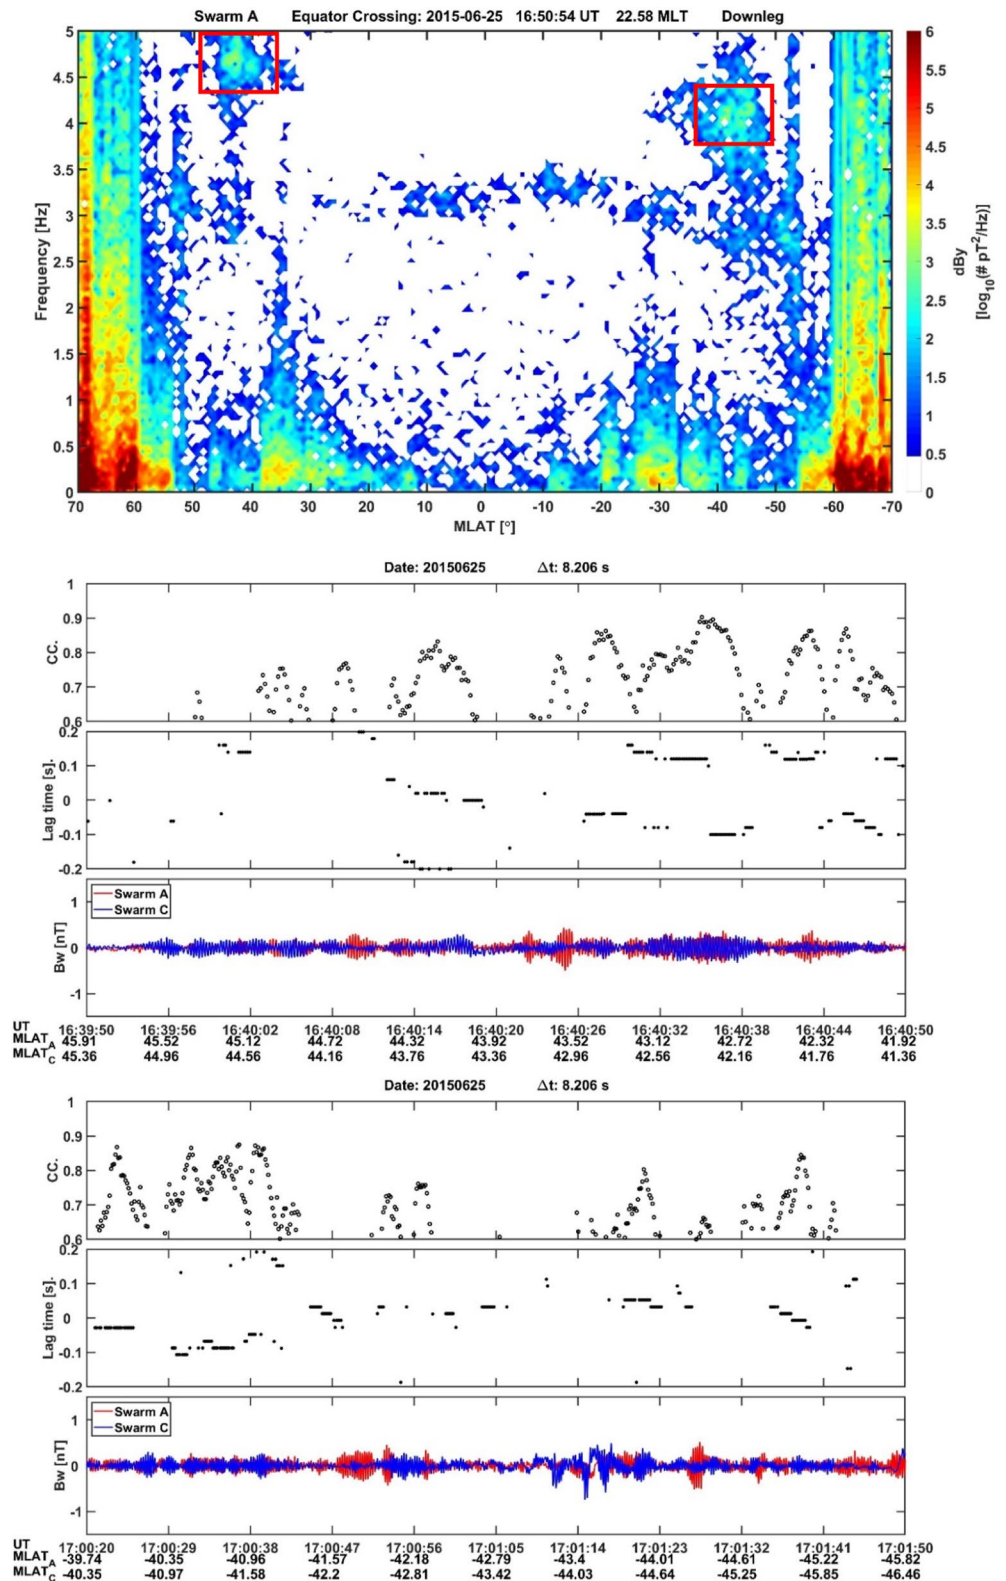 Swarm A Equator Crossing: 2015-06-25 16:50:54 UT 22.58 MLT Downleg
5
4.5
4
3.5
3
2.5
2
1.5
1
0.5
0
Frequency [Hz]
70 60 50 40 30 20 10 0 -10 -20 -30 -40 -50 -60 -70
MLAT [°]
6
5.5
5
4.5
4
3.5
3
2.5
2
1.5
1
0.5
0
dBy
[log10(# pT2/Hz)]
Date: 20150625 Δt: 8.206 s
1
0.9
0.8
0.7
0.6
CC.
0.2
0.1
0
-0.1
-0.2
Lag time [s].
Swarm A
Swarm C
1
0
-1
Bw [nT]
UT 16:39:50 16:39:56 16:40:02 16:40:08 16:40:14 16:40:20 16:40:26 16:40:32 16:40:38 16:40:44 16:40:50
MLATA 45.91 45.52 45.12 44.72 44.32 43.92 43.52 43.12 42.72 42.32 41.92
MLATC 45.36 44.96 44.56 44.16 43.76 43.36 42.96 42.56 42.16 41.76 41.36
Date: 20150625 Δt: 8.206 s
1
0.9
0.8
0.7
0.6
CC.
0.2
0.1
0
-0.1
-0.2
Lag time [s].
Swarm A
Swarm C
1
0
-1
Bw [nT]
UT 17:00:20 17:00:29 17:00:38 17:00:47 17:00:56 17:01:05 17:01:14 17:01:23 17:01:32 17:01:41 17:01:50
MLATA -39.74 -40.35 -40.96 -41.57 -42.18 -42.79 -43.4 -44.01 -44.61 -45.22 -45.82
MLATC -40.35 -40.97 -41.58 -42.2 -42.81 -43.42 -44.03 -44.64 -45.25 -45.85 -46.46